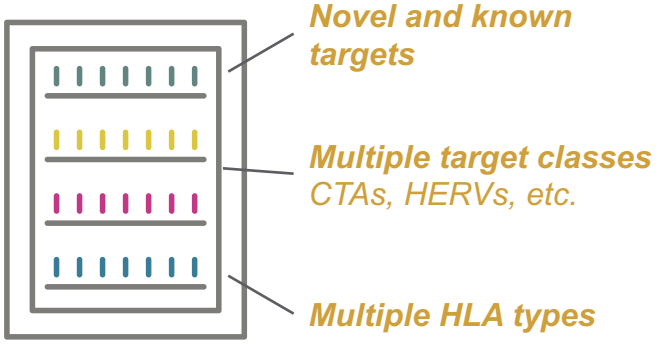 Novel and known
targets
Multiple target classes
CTAs, HERVs, etc.
Multiple HLA types